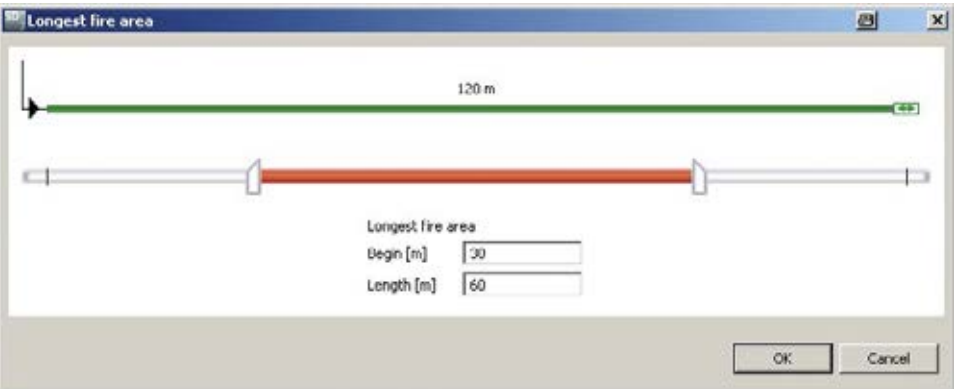 Longest fire area
120 m
Longest fire area
Begin [m] 30
Length [m] 60
OK Cancel